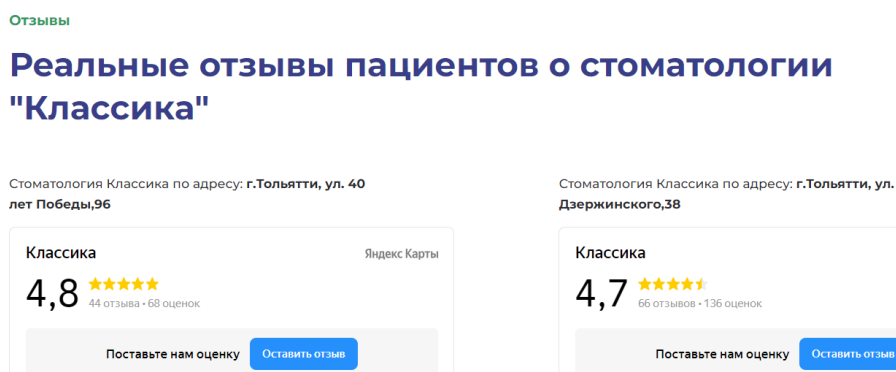 Отзывы
Реальные отзывы пациентов о стоматологии
"Классика"
Стоматология Классика по адресу: г.Тольятти, ул. 40
лет Победы,96
Классика
Яндекс Карты
4,8
44 отзыва • 68 оценок
Поставьте нам оценку
Оставить отзыв
Стоматология Классика по адресу: г.Тольятти, ул.
Дзержинского,38
Классика
4,7
66 отзывов • 136 оценок
Поставьте нам оценку
Оставить отзыв